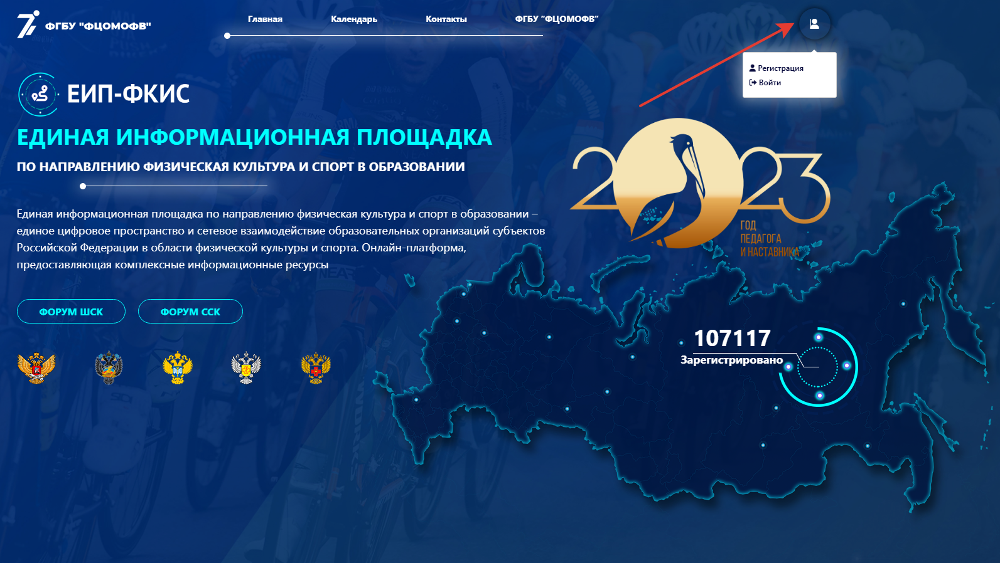 ФГБУ "ФЦОМОФВ"
Главная
Календарь
Контакты
ФГБУ “ФЦОМОФВ”
Регистрация
Войти
ЕИП-ФКИС
ЕДИНАЯ ИНФОРМАЦИОННАЯ ПЛОЩАДКА
ПО НАПРАВЛЕНИЮ ФИЗИЧЕСКАЯ КУЛЬТУРА И СПОРТ В ОБРАЗОВАНИИ
Единая информационная площадка по направлению физическая культура и спорт в образовании –
единое цифровое пространство и сетевое взаимодействие образовательных организаций субъектов
Российской Федерации в области физической культуры и спорта. Онлайн-платформа,
предоставляющая комплексные информационные ресурсы
ФОРУМ ШСК
ФОРУМ ССК
2023
ГОД
ПЕДАГОГА
И НАСТАВНИКА
107117
Зарегистрировано